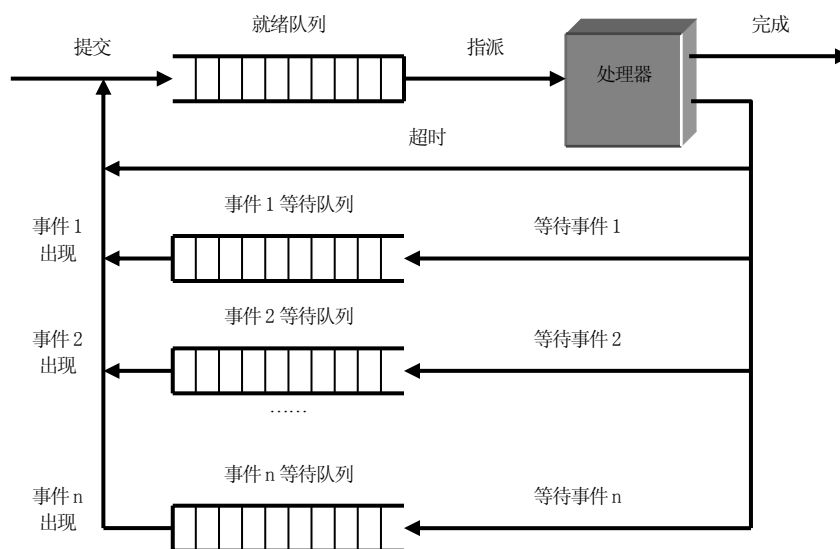 就绪队列
提交
指派
完成
处理器
超时
事件 1 等待队列
事件 1
出现
等待事件 1
事件 2 等待队列
事件 2
出现
等待事件 2
……
事件 n 等待队列
事件 n
出现
等待事件 n